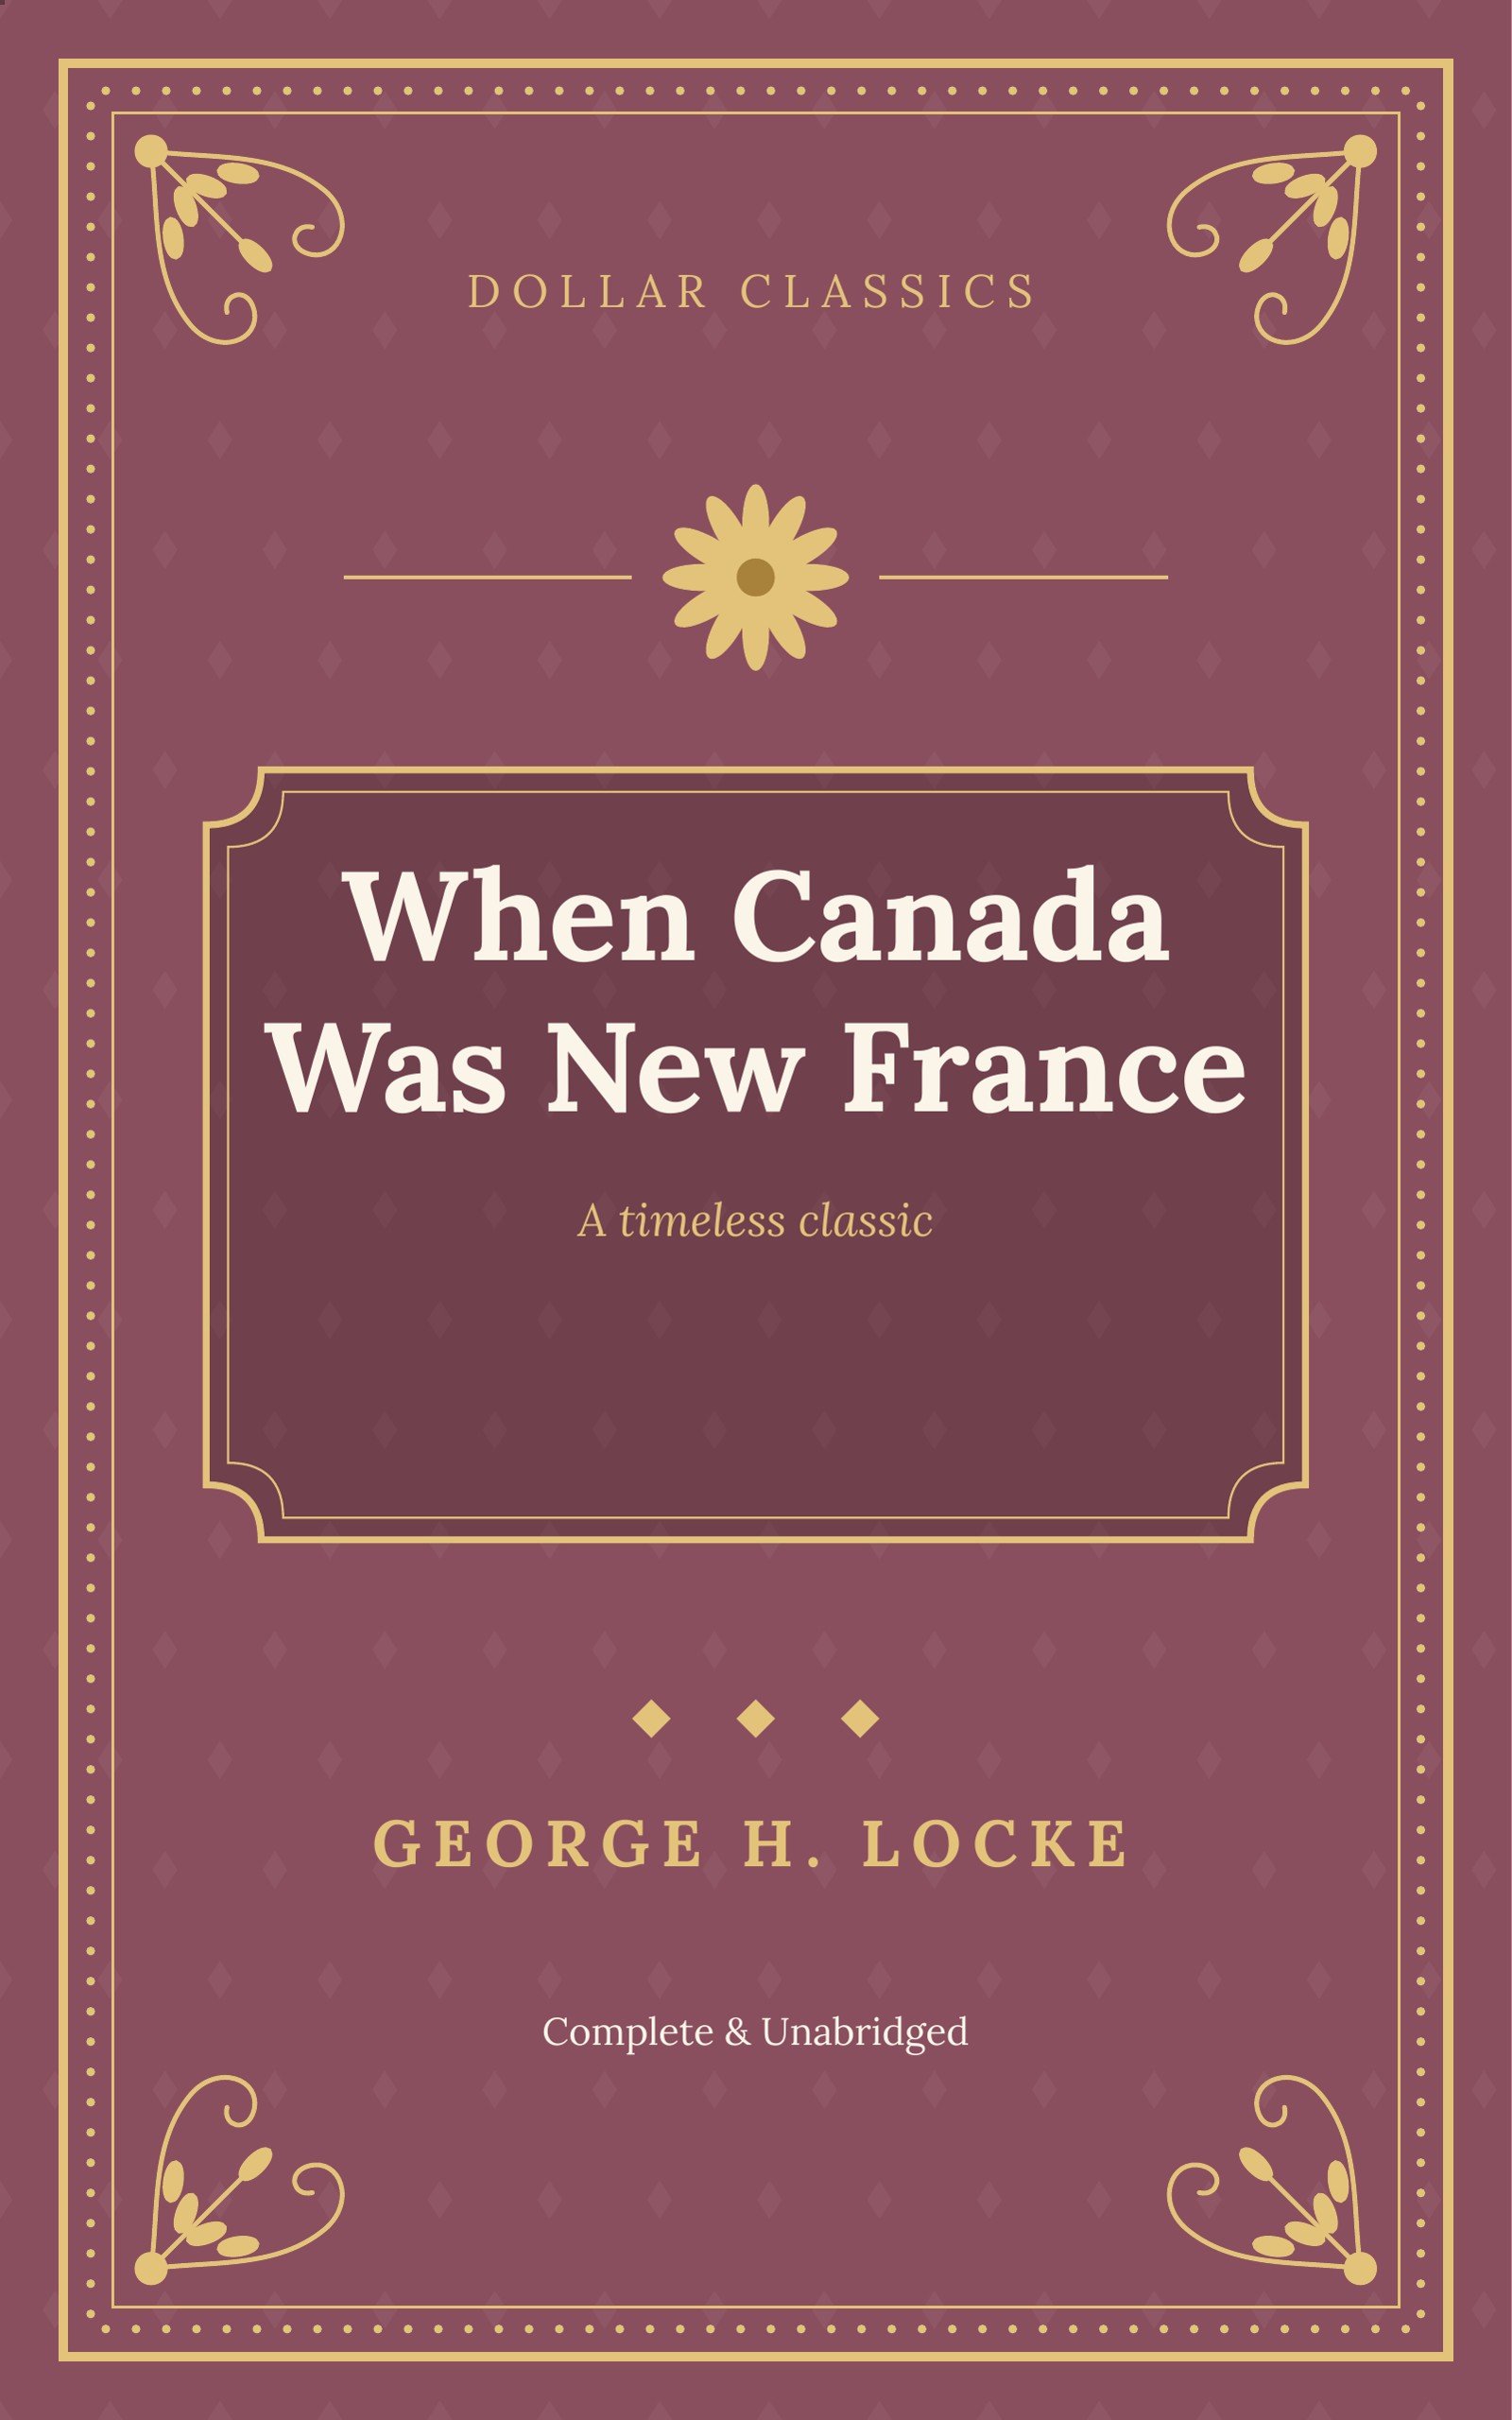 DOLLAR CLASSICS
When Canada
Was New France
A timeless classic
GEORGE H. LOCKE
Complete & Unabridged